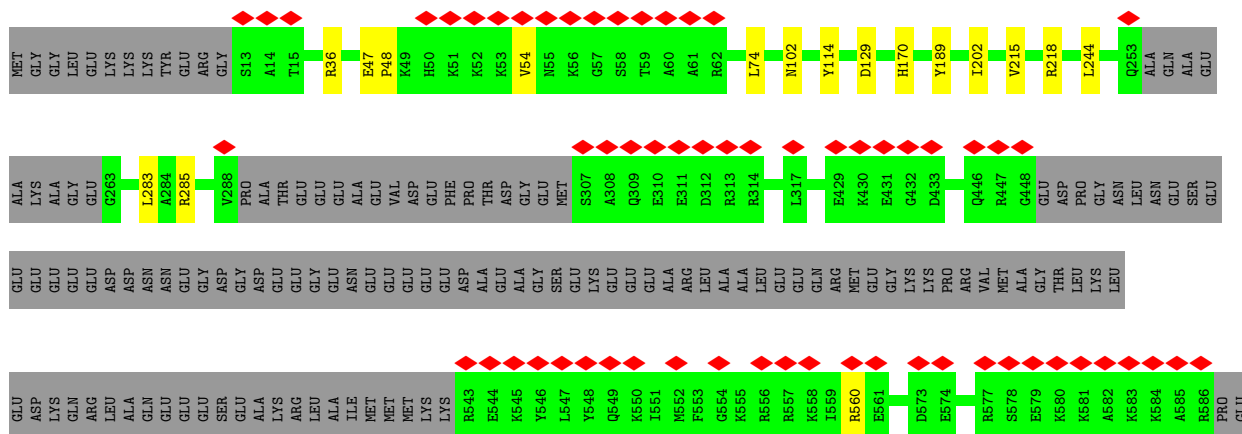 MET GLY GLY LEU GLU LYS LYS LYS TYR GLU ARG GLY S13 A14 T15 R36 E47 P48 K49 H50 K51 K52 K53 V54 N55 K56 G57 S58 T59 A60 A61 R62 L74 N102 Y114 D129 H170 Y189 I202 V215 R218 L244 Q253 ALA GLN ALA GLU
ALA LYS ALA GLY GLU G263 L283 A284 R285 V288 PRO ALA THR GLU GLU GLU ALA GLU VAL ASP GLU PHE PRO THR ASP GLY GLU MET S307 A308 Q309 E310 E311 D312 R313 R314 L317 E429 K430 E431 G432 D433 Q446 R447 G448 GLU ASP PRO GLY ASN LEU ASN GLU SER GLU
GLU GLU GLU GLU GLU ASP ASP ASN ASN GLU GLY ASP GLY ASP GLU GLU GLY GLU ASN GLU GLU GLU GLU GLU ASP ALA GLU ALA GLY SER GLU LYS GLU GLU GLU ALA ARG LEU ALA ALA LEU GLU GLU GLN ARG MET GLU GLY LYS LYS PRO ARG VAL MET ALA GLY THR LEU LYS LEU
GLU ASP LYS GLN ARG LEU ALA GLN GLU GLU GLU SER GLU ALA LYS ARG LEU ALA ILE MET MET MET LYS LYS R543 E544 K545 Y546 L547 Y548 Q549 K550 I551 M552 F553 G554 K555 R556 R557 K558 I559 R560 E561 D573 E574 R577 S578 E579 K580 K581 A582 K583 K584 A585 R586 PRO GLU